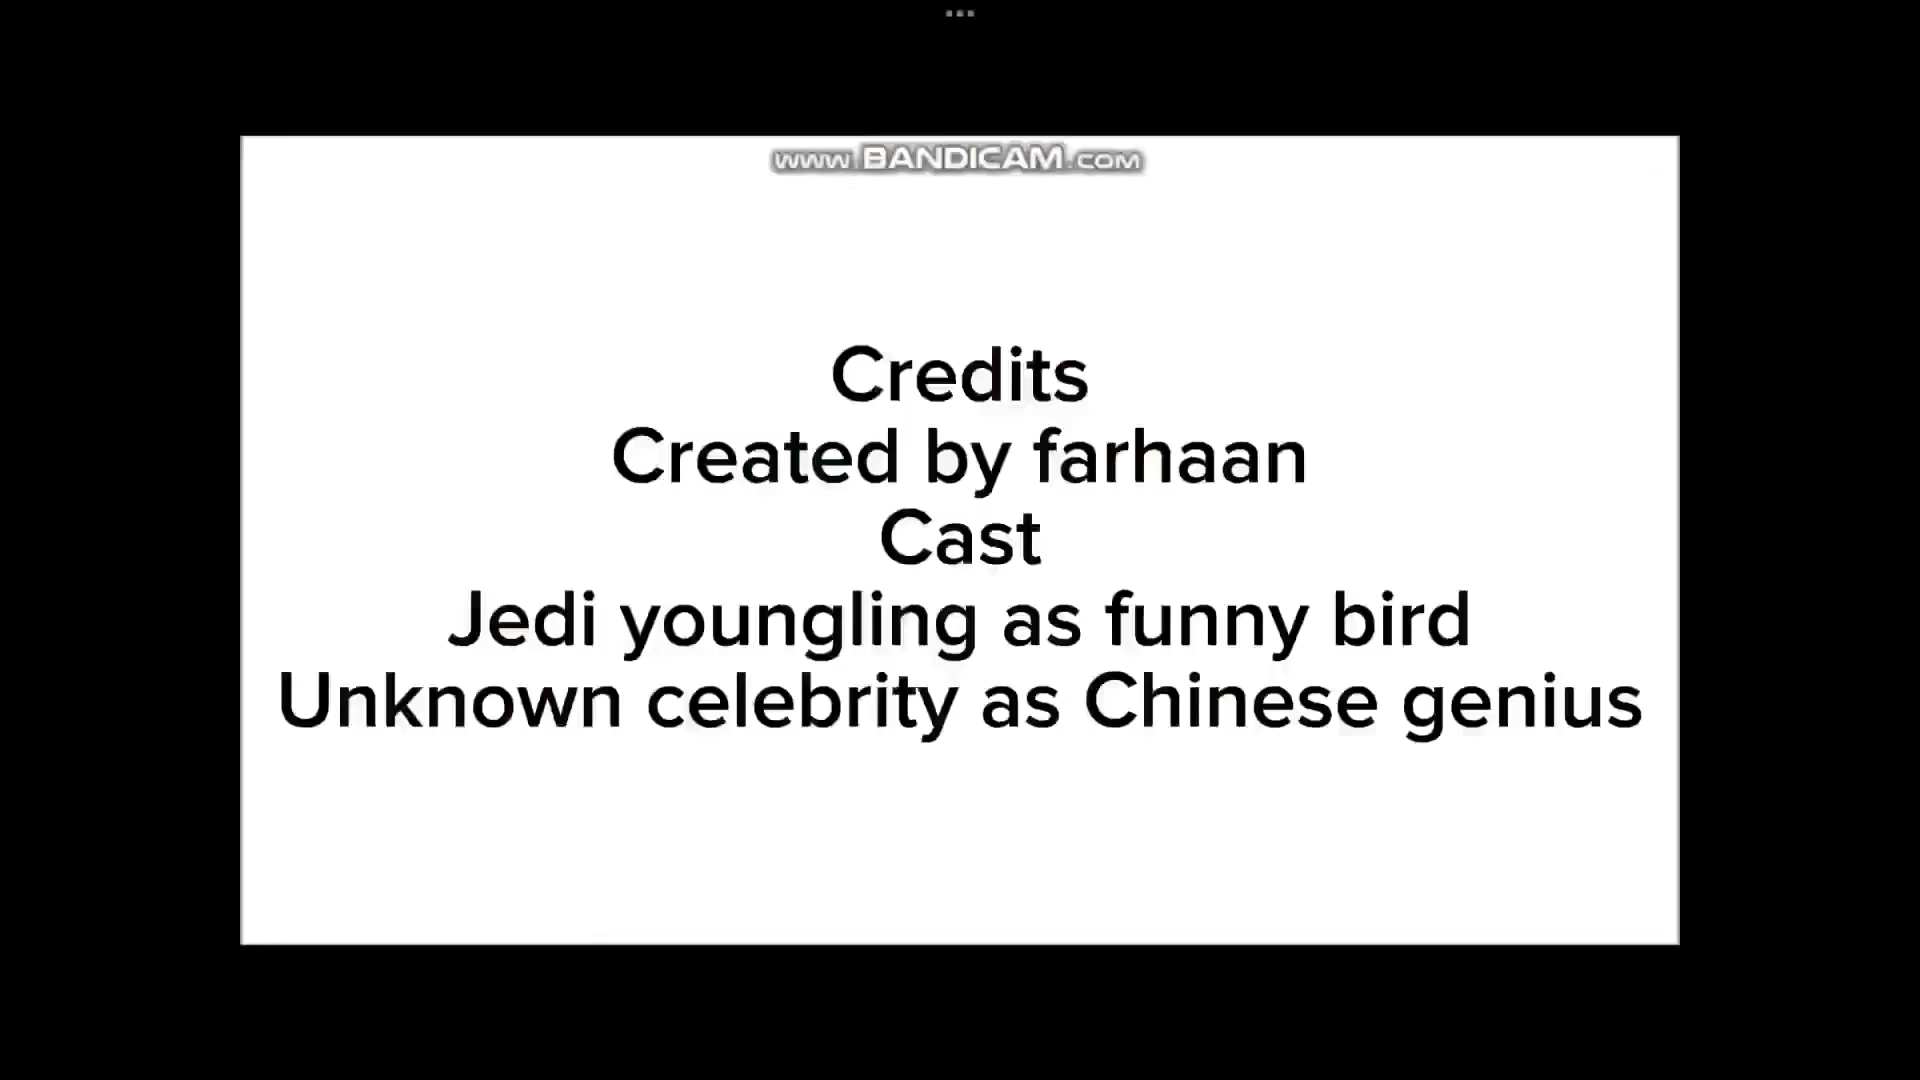 www.BANDICAM.com
Credits
Created by farhaan
Cast
Jedi youngling as funny bird
Unknown celebrity as Chinese genius